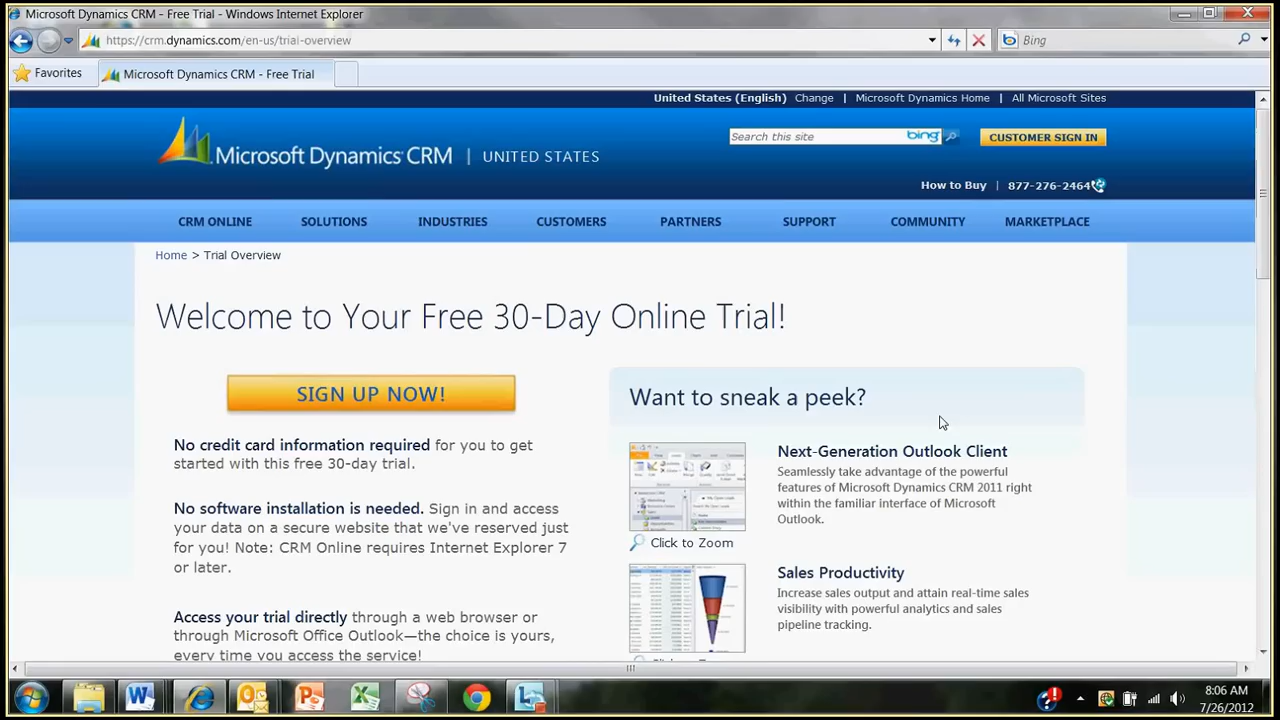 Microsoft Dynamics CRM - Free Trial - Windows Internet Explorer
https://crm.dynamics.com/en-us/trial-overview
Bing
Favorites
Microsoft Dynamics CRM - Free Trial
United States (English) Change | Microsoft Dynamics Home | All Microsoft Sites
Microsoft Dynamics CRM | UNITED STATES
Search this site bing
CUSTOMER SIGN IN
How to Buy | 877-276-2464
CRM ONLINE SOLUTIONS INDUSTRIES CUSTOMERS PARTNERS SUPPORT COMMUNITY MARKETPLACE
Home > Trial Overview
Welcome to Your Free 30-Day Online Trial!
SIGN UP NOW!
No credit card information required for you to get
started with this free 30-day trial.
No software installation is needed. Sign in and access
your data on a secure website that we've reserved just
for you! Note: CRM Online requires Internet Explorer 7
or later.
Access your trial directly through a web browser or
through Microsoft Office Outlook—the choice is yours,
every time you access the service!
Want to sneak a peek?
Next-Generation Outlook Client
Seamlessly take advantage of the powerful
features of Microsoft Dynamics CRM 2011 right
within the familiar interface of Microsoft
Outlook.
Click to Zoom
Sales Productivity
Increase sales output and attain real-time sales
visibility with powerful analytics and sales
pipeline tracking.
8:06 AM
7/26/2012